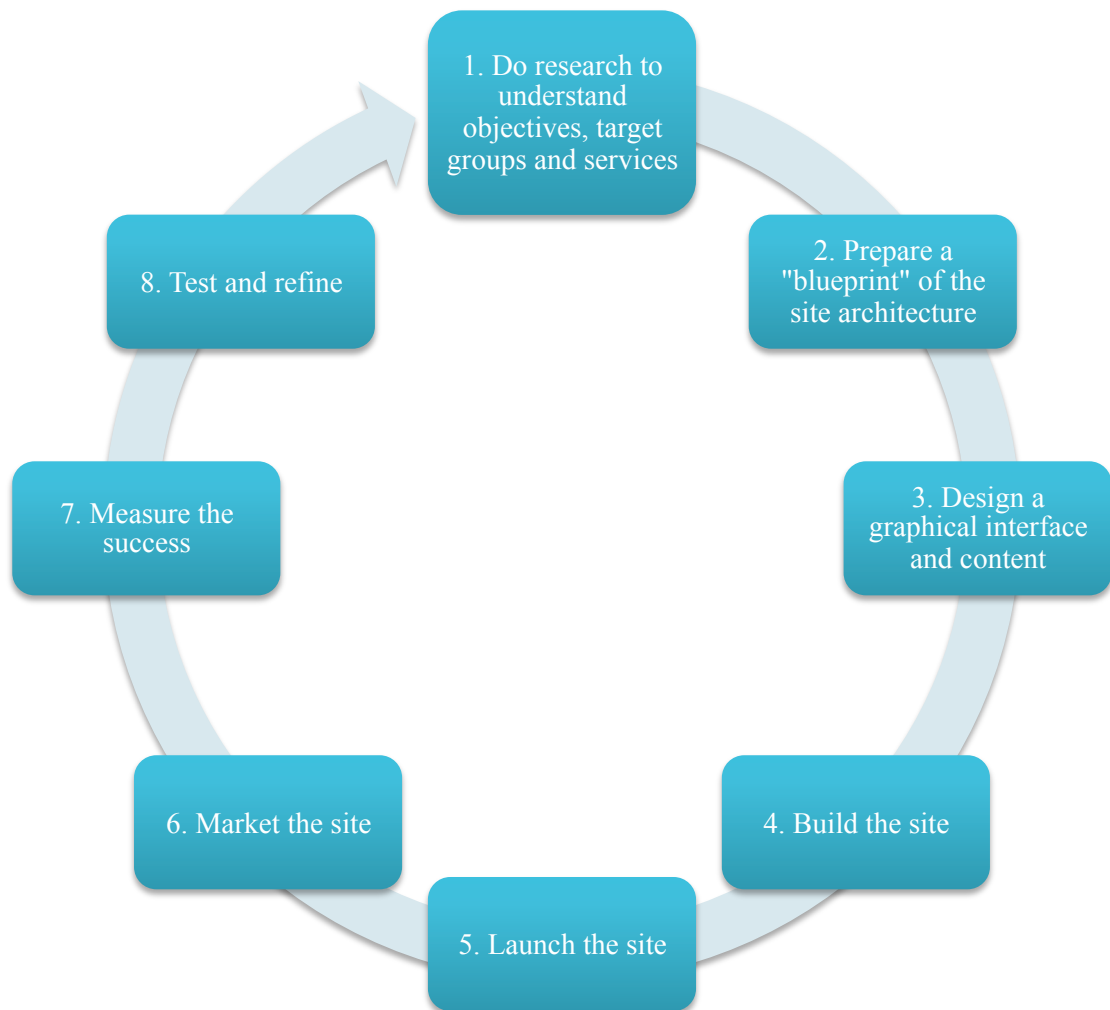 1. Do research to
understand
objectives, target
groups and services
2. Prepare a
"blueprint" of the
site architecture
3. Design a
graphical interface
and content
4. Build the site
5. Launch the site
6. Market the site
7. Measure the
success
8. Test and refine